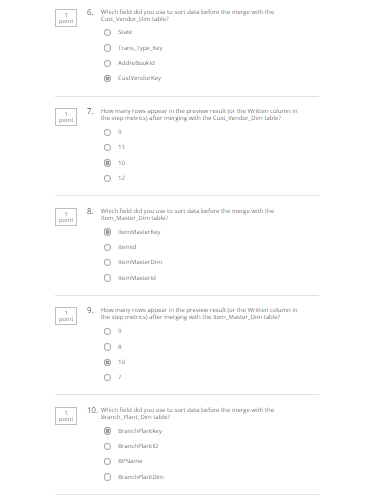 1 point
6. Which field did you use to sort data before the merge with the
Cust_Vendor_Dim table?
State
Trans_Type_Key
AddreBookId
CustVendorKey
1 point
7. How many rows appear in the preview result (or the Written column in
the step metrics) after merging with the Cust_Vendor_Dim table?
9
11
10
12
1 point
8. Which field did you use to sort data before the merge with the
Item_Master_Dim table?
ItemMasterKey
ItemId
ItemMasterDim
ItemMasterId
1 point
9. How many rows appear in the preview result (or the Written column in
the step metrics) after merging with the Item_Master_Dim table?
9
8
10
7
1 point
10. Which field did you use to sort data before the merge with the
Branch_Plant_Dim table?
BranchPlantkey
BranchPlantID
BPName
BranchPlantDim